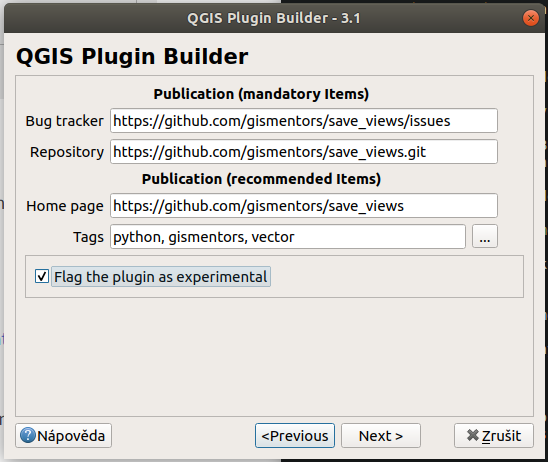 QGIS Plugin Builder - 3.1
QGIS Plugin Builder
Publication (mandatory Items)
Bug tracker https://github.com/gismentors/save_views/issues
Repository https://github.com/gismentors/save_views.git
Publication (recommended Items)
Home page https://github.com/gismentors/save_views
Tags python, gismentors, vector ...
Flag the plugin as experimental
Nápověda <Previous Next > Zrušit